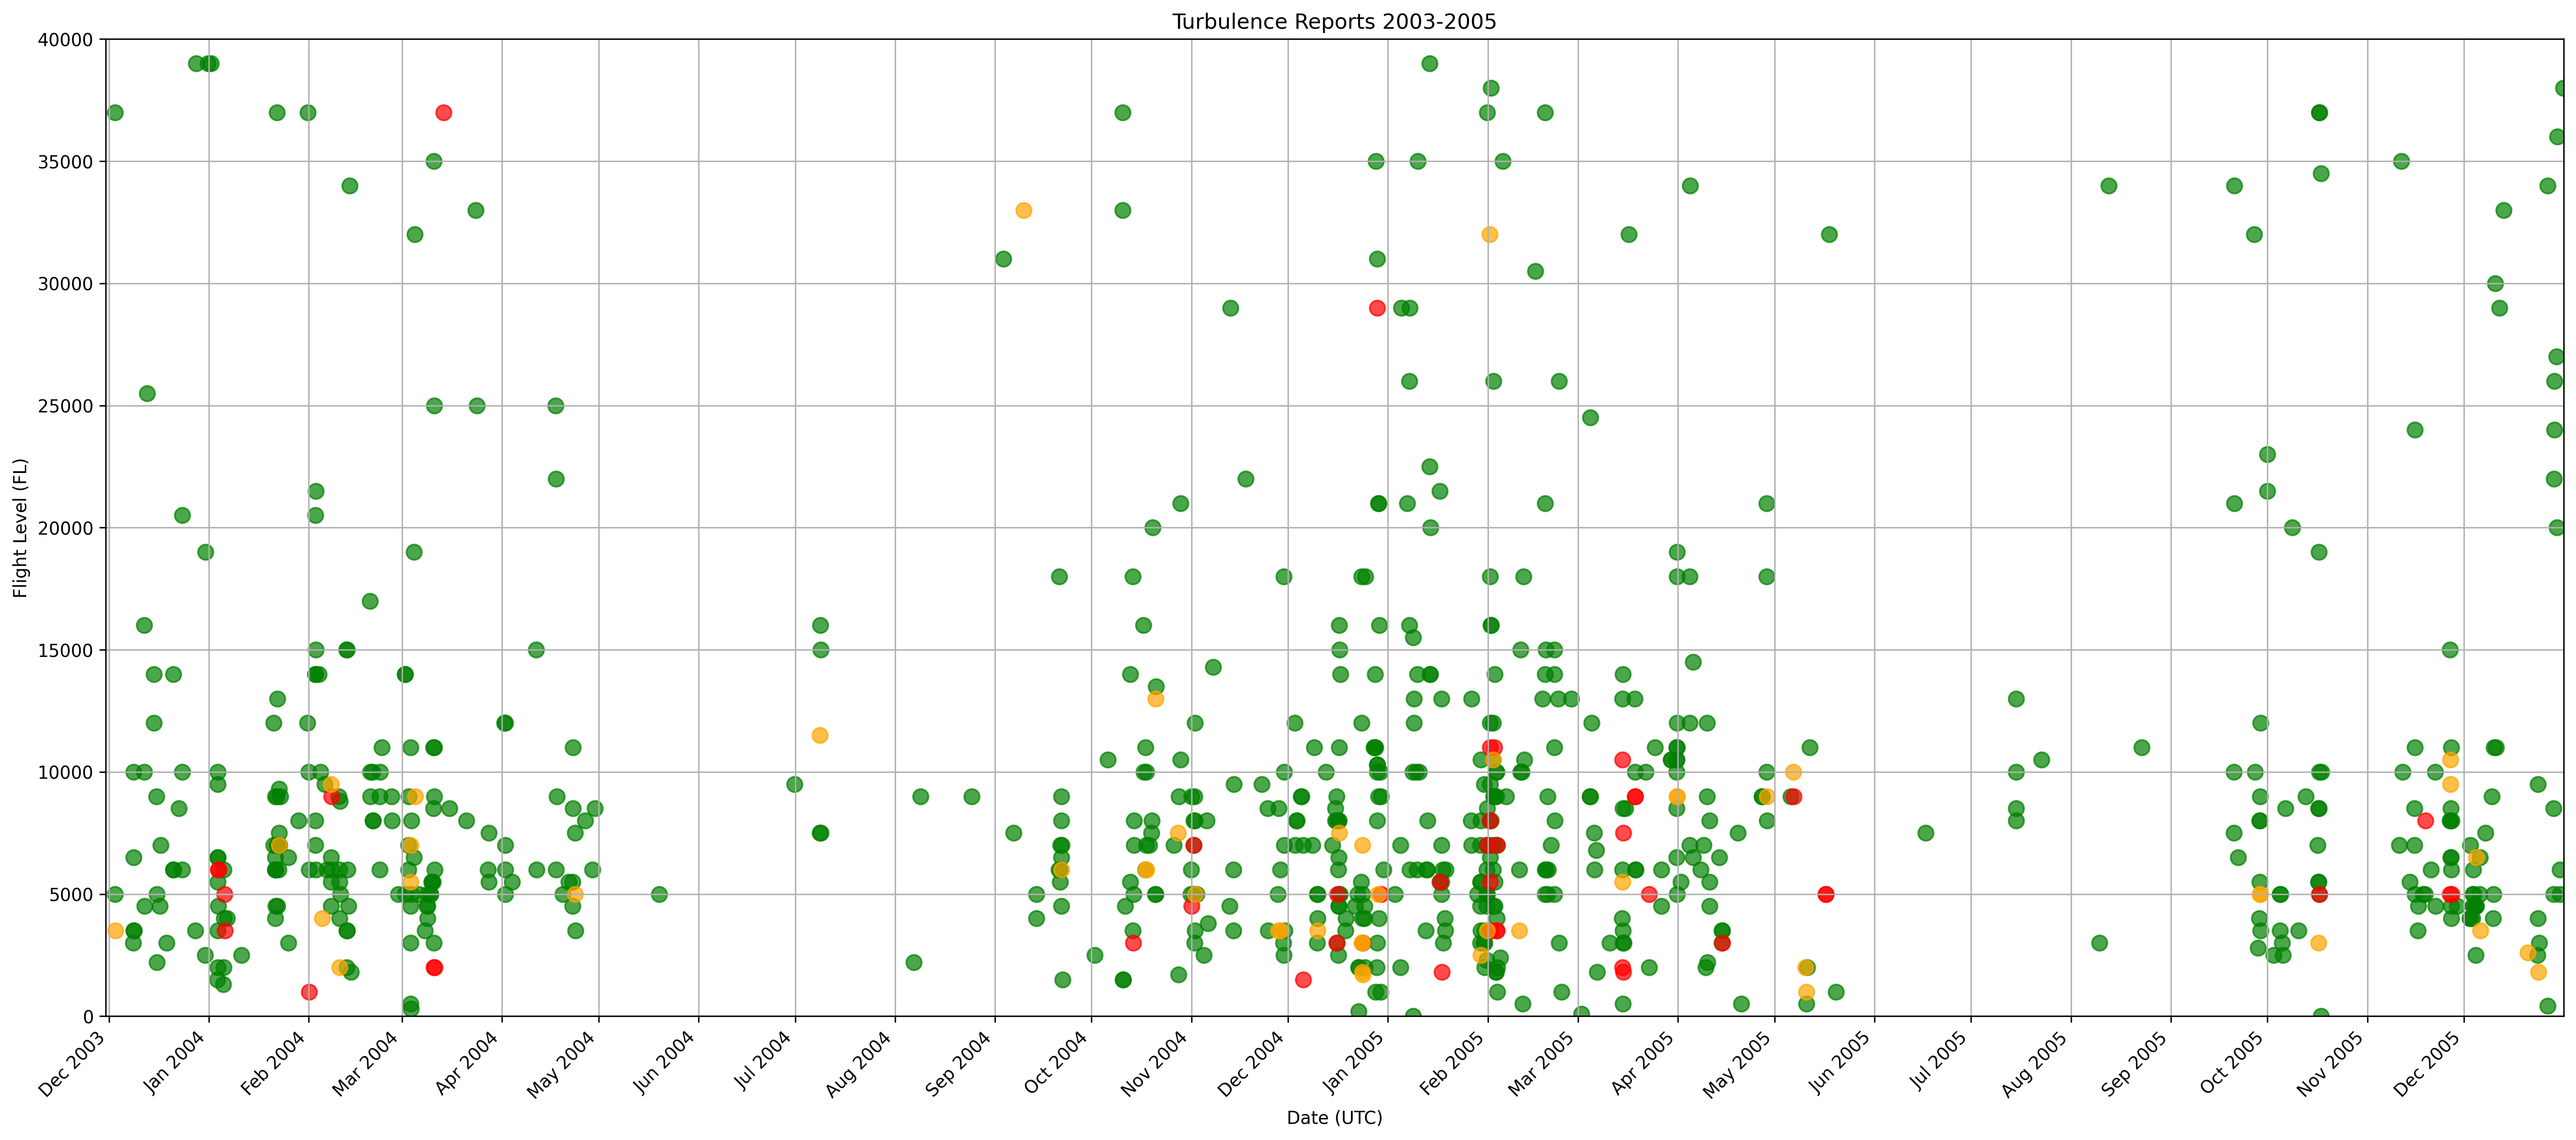 Turbulence Reports 2003-2005
Flight Level (FL)
40000
35000
30000
25000
20000
15000
10000
5000
0
Dec 2003
Jan 2004
Feb 2004
Mar 2004
Apr 2004
May 2004
Jun 2004
Jul 2004
Aug 2004
Sep 2004
Oct 2004
Nov 2004
Dec 2004
Jan 2005
Feb 2005
Mar 2005
Apr 2005
May 2005
Jun 2005
Jul 2005
Aug 2005
Sep 2005
Oct 2005
Nov 2005
Dec 2005
Date (UTC)